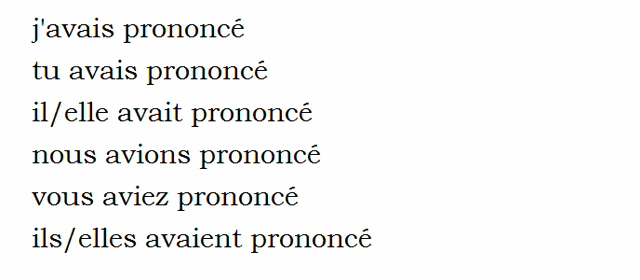 j'avais prononcé
tu avais prononcé
il/elle avait prononcé
nous avions prononcé
vous aviez prononcé
ils/elles avaient prononcé